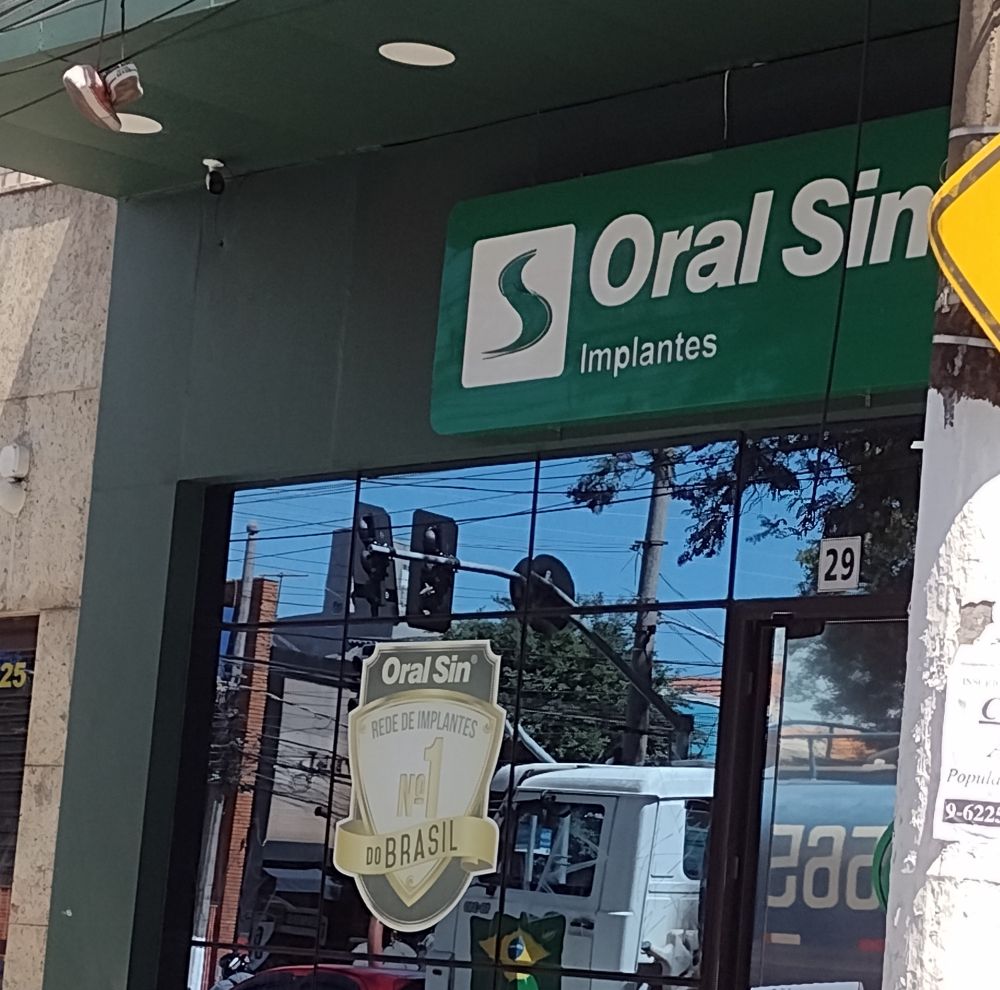 Oral Sin
Implantes
29
25
Oral Sin®
REDE DE IMPLANTES
Nº1
DO BRASIL
9-6225